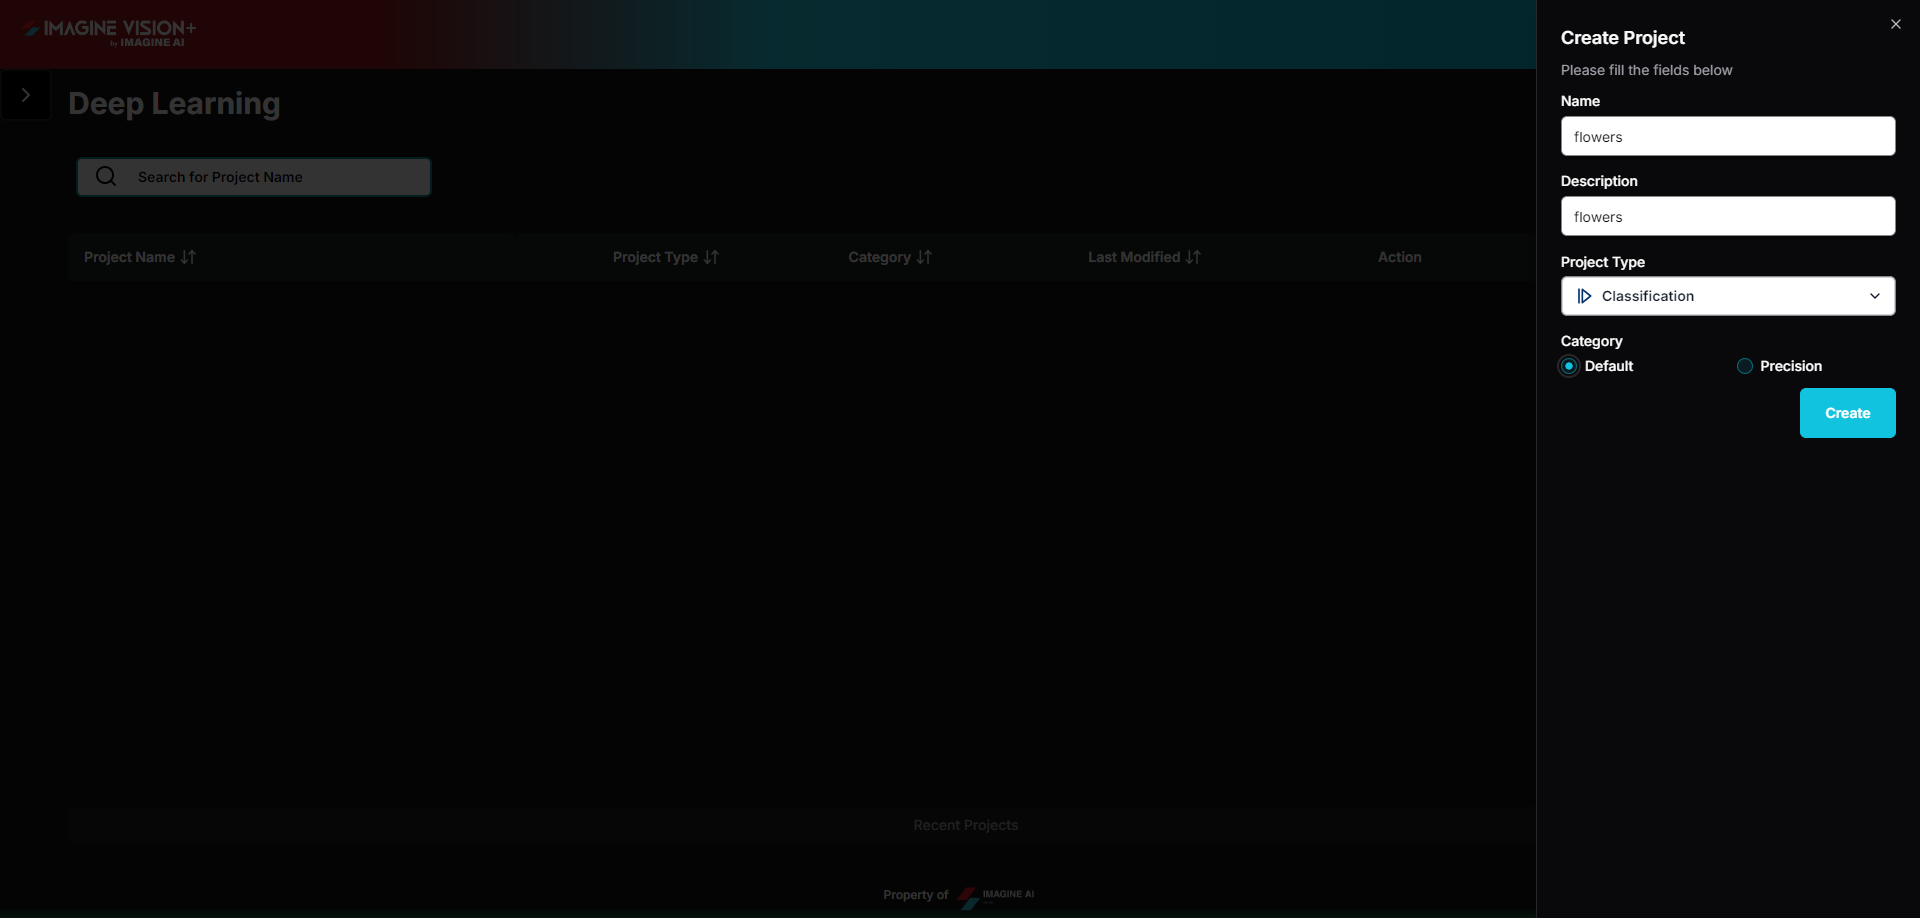 IMAGINE VISION+
by IMAGINE AI
Deep Learning
Search for Project Name
Project Name
Project Type
Category
Last Modified
Action
Recent Projects
Property of IMAGINE AI
Create Project
Please fill the fields below
Name
flowers
Description
flowers
Project Type
Classification
Category
Default
Precision
Create